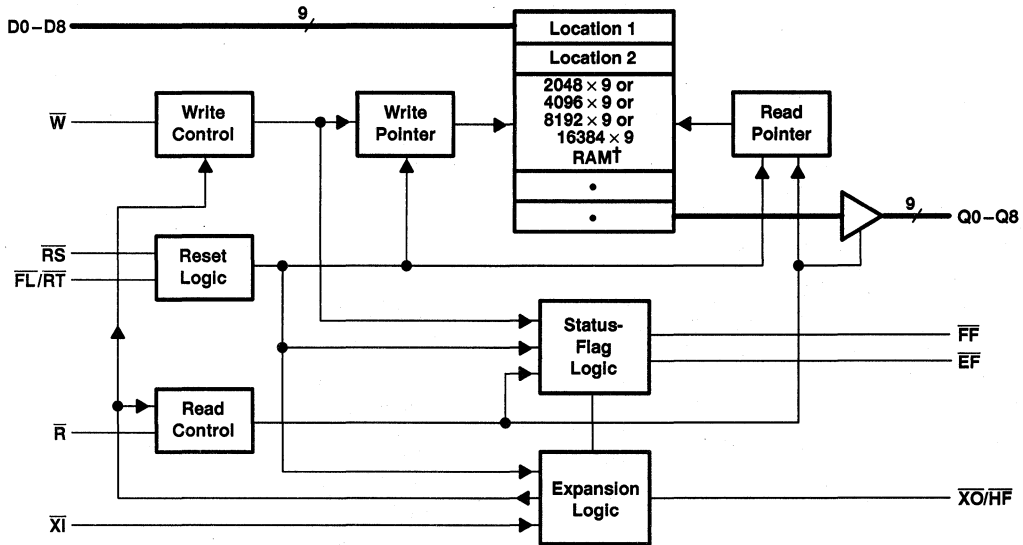 D0–D8
9
Location 1
Location 2
2048 × 9 or
4096 × 9 or
8192 × 9 or
16384 × 9
RAM†
•
•
W̅
Write
Control
Write
Pointer
Read
Pointer
9
Q0–Q8
R̅S̅
F̅L̅/R̅T̅
Reset
Logic
Status-
Flag
Logic
F̅F̅
E̅F̅
R̅
Read
Control
Expansion
Logic
X̅O̅/H̅F̅
X̅I̅